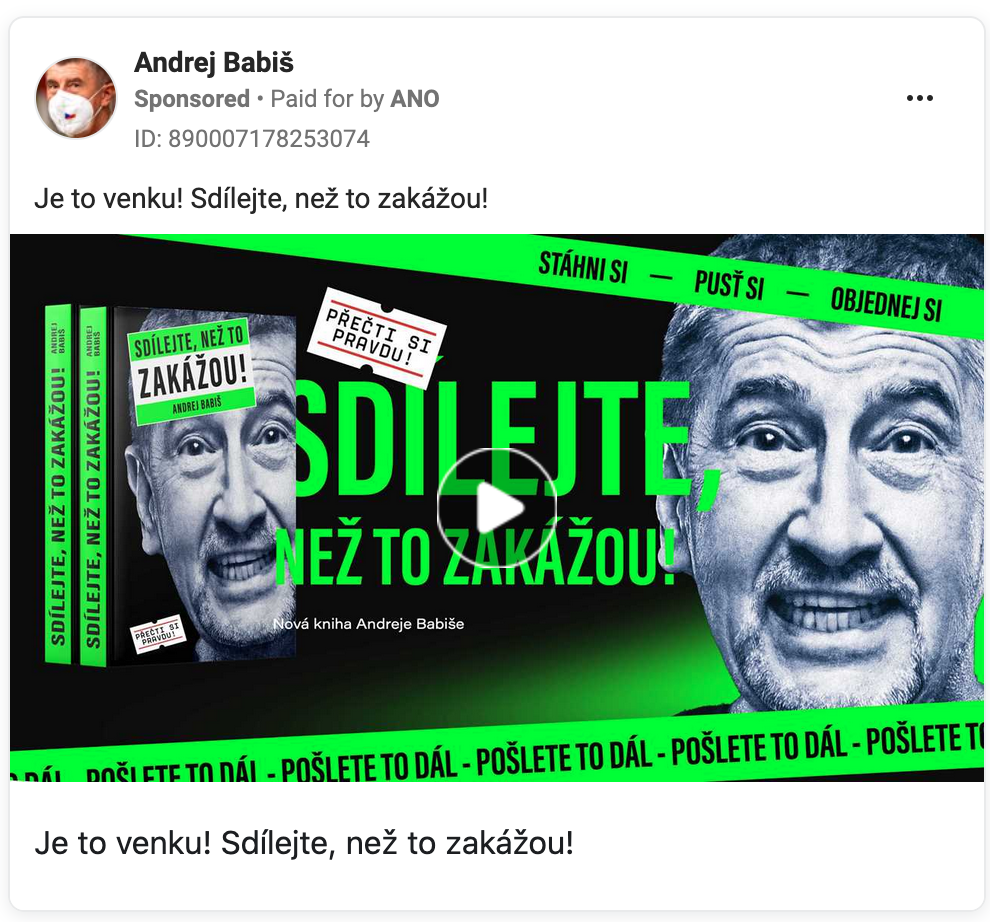 Andrej Babiš
Sponsored • Paid for by ANO
ID: 890007178253074
Je to venku! Sdílejte, než to zakážou!
STÁHNI SI — PUSŤ SI — OBJEDNEJ SI
ANDREJ BABIŠ
SDÍLEJTE, NEŽ TO ZAKÁŽOU!
ANDREJ BABIŠ
SDÍLEJTE, NEŽ TO ZAKÁŽOU!
SDÍLEJTE, NEŽ TO
ZAKÁŽOU!
ANDREJ BABIŠ
PŘEČTI SI
PRAVDU!
PŘEČTI SI
PRAVDU!
SDÍLEJTE,
NEŽ TO ZAKÁŽOU!
Nová kniha Andreje Babiše
O DÁL - POŠLETE TO DÁL - POŠLETE TO DÁL - POŠLETE TO DÁL - POŠLETE TO DÁL - POŠLETE TO
Je to venku! Sdílejte, než to zakážou!